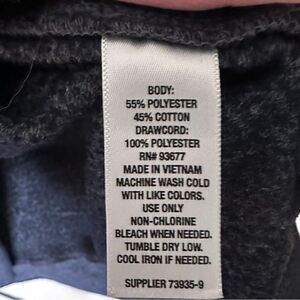 BODY:
55% POLYESTER
45% COTTON
DRAWCORD:
100% POLYESTER
RN# 93677
MADE IN VIETNAM
MACHINE WASH COLD
WITH LIKE COLORS.
USE ONLY
NON-CHLORINE
BLEACH WHEN NEEDED.
TUMBLE DRY LOW.
COOL IRON IF NEEDED.
SUPPLIER 73935-9